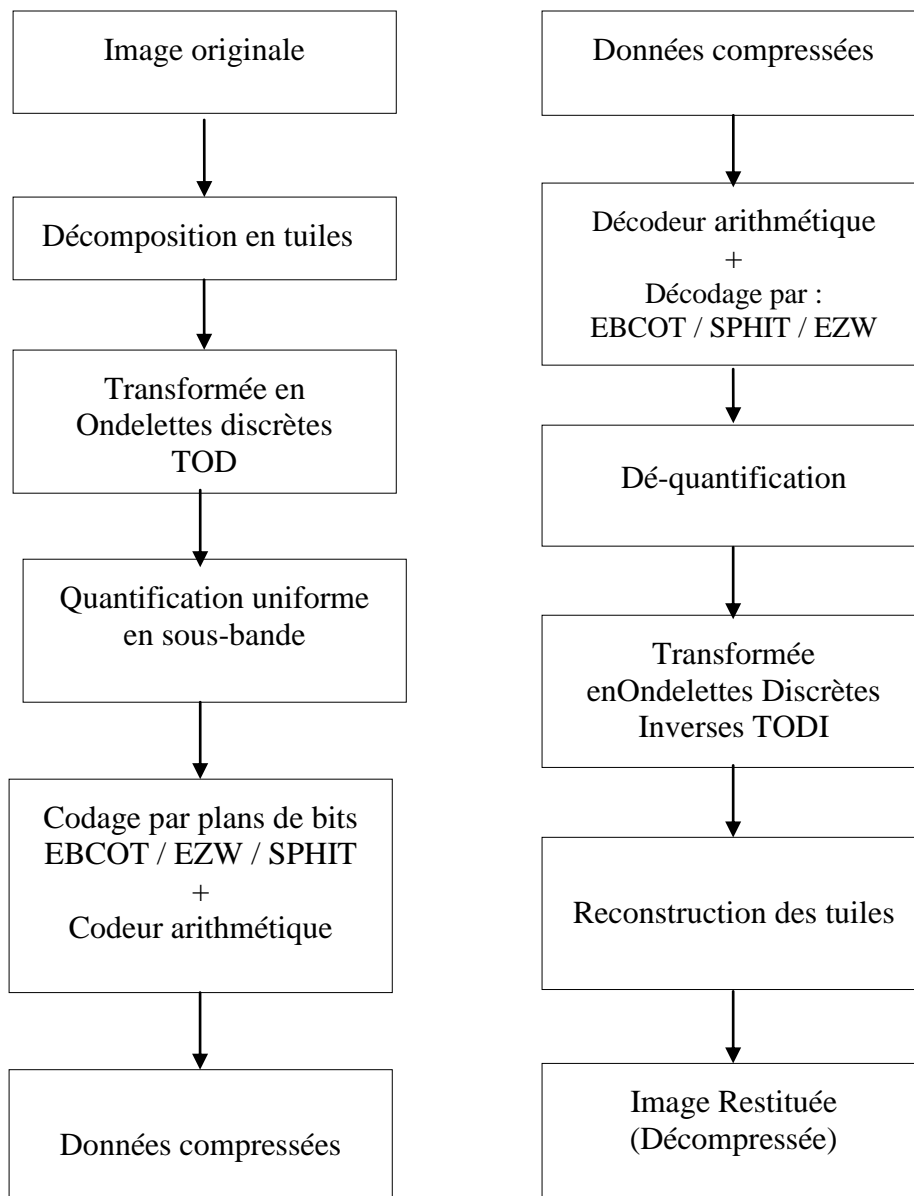 Image originale
Décomposition en tuiles
Transformée en
Ondelettes discrètes
TOD
Quantification uniforme
en sous-bande
Codage par plans de bits
EBCOT / EZW / SPHIT
+
Codeur arithmétique
Données compressées
Données compressées
Décodeur arithmétique
+
Décodage par :
EBCOT / SPHIT / EZW
Dé-quantification
Transformée
enOndelettes Discrètes
Inverses TODI
Reconstruction des tuiles
Image Restituée
(Décompressée)